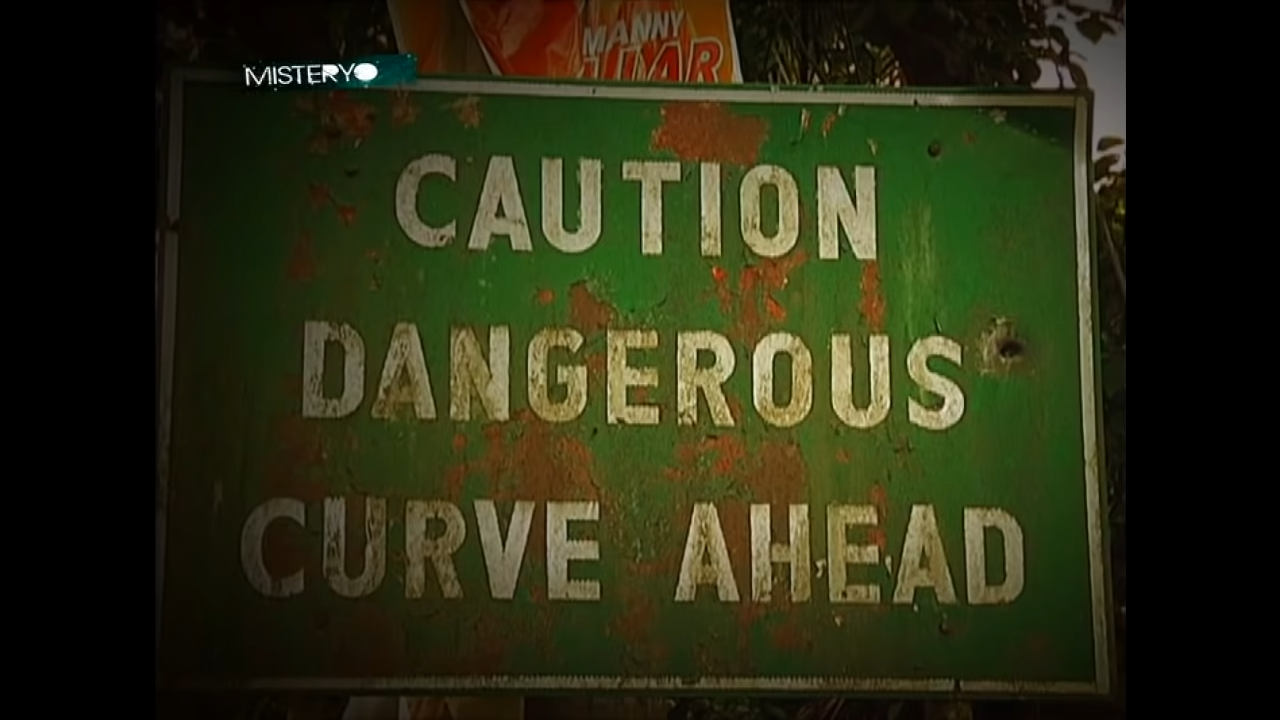 MANNY
MISTERYO
CAUTION
DANGEROUS
CURVE AHEAD